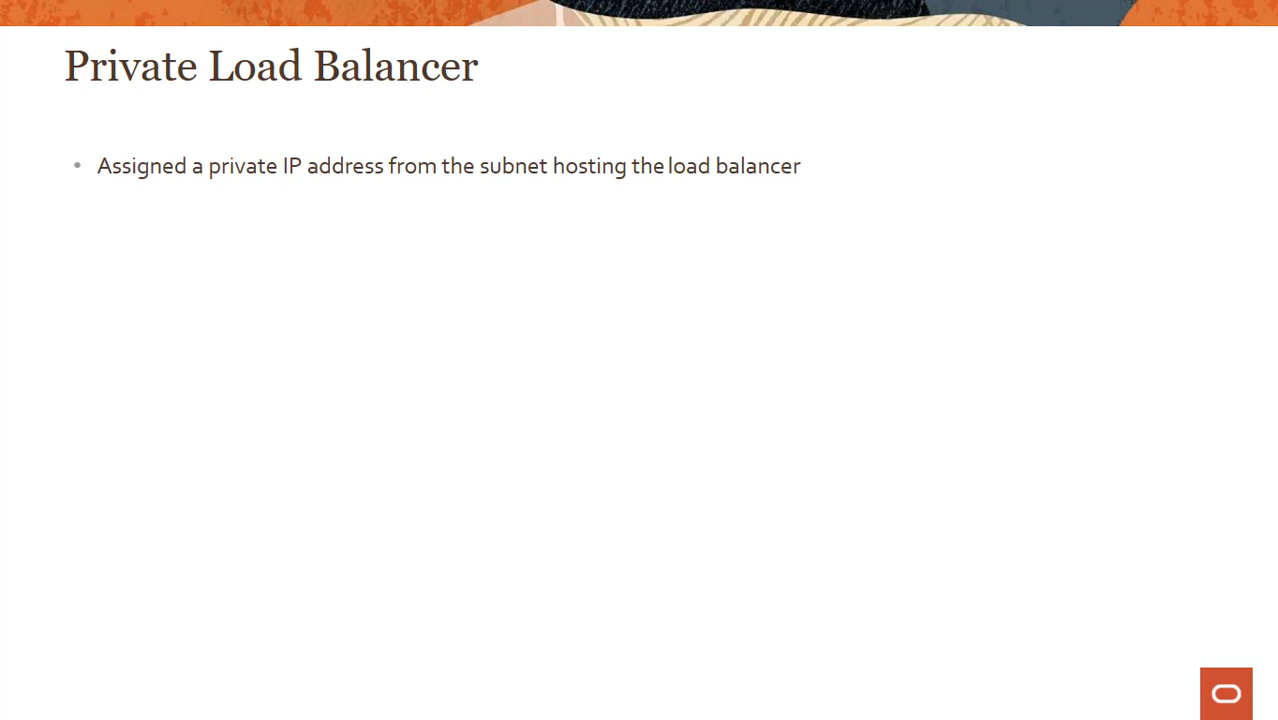 Private Load Balancer
• Assigned a private IP address from the subnet hosting the load balancer